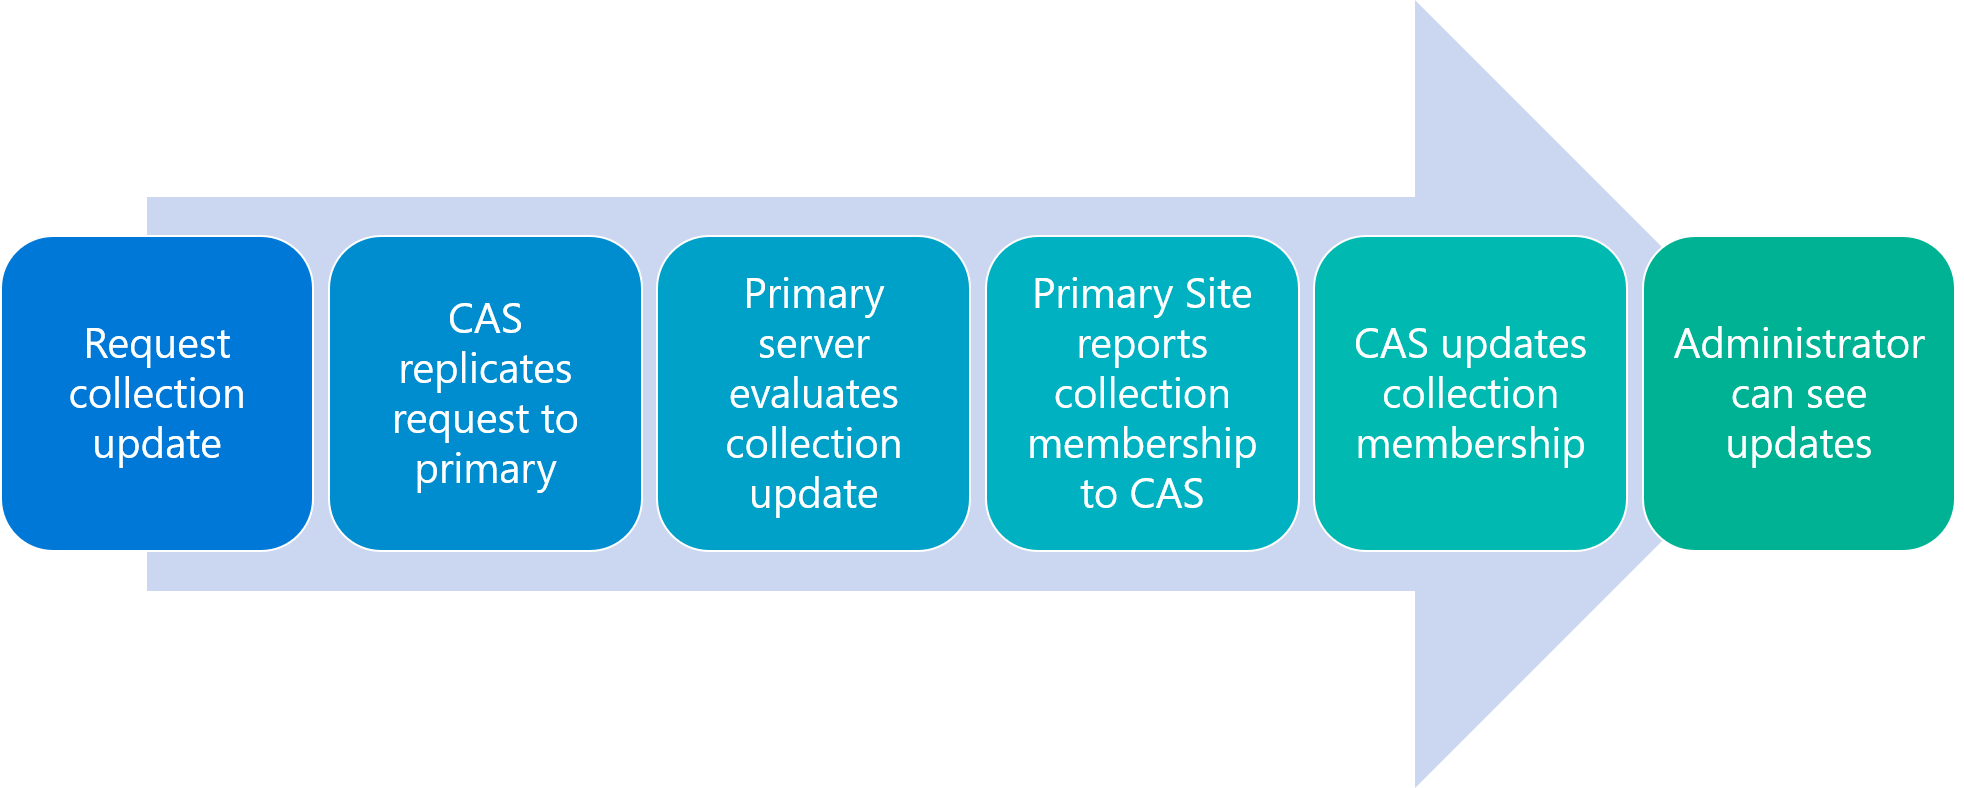 Request
collection
update
CAS
replicates
request to
primary
Primary
server
evaluates
collection
update
Primary Site
reports
collection
membership
to CAS
CAS updates
collection
membership
Administrator
can see
updates